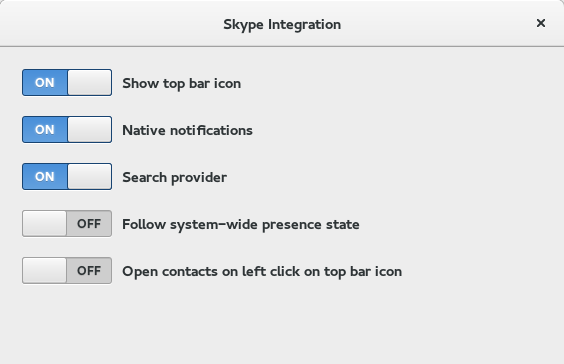 Skype Integration
ON Show top bar icon
ON Native notifications
ON Search provider
OFF Follow system-wide presence state
OFF Open contacts on left click on top bar icon